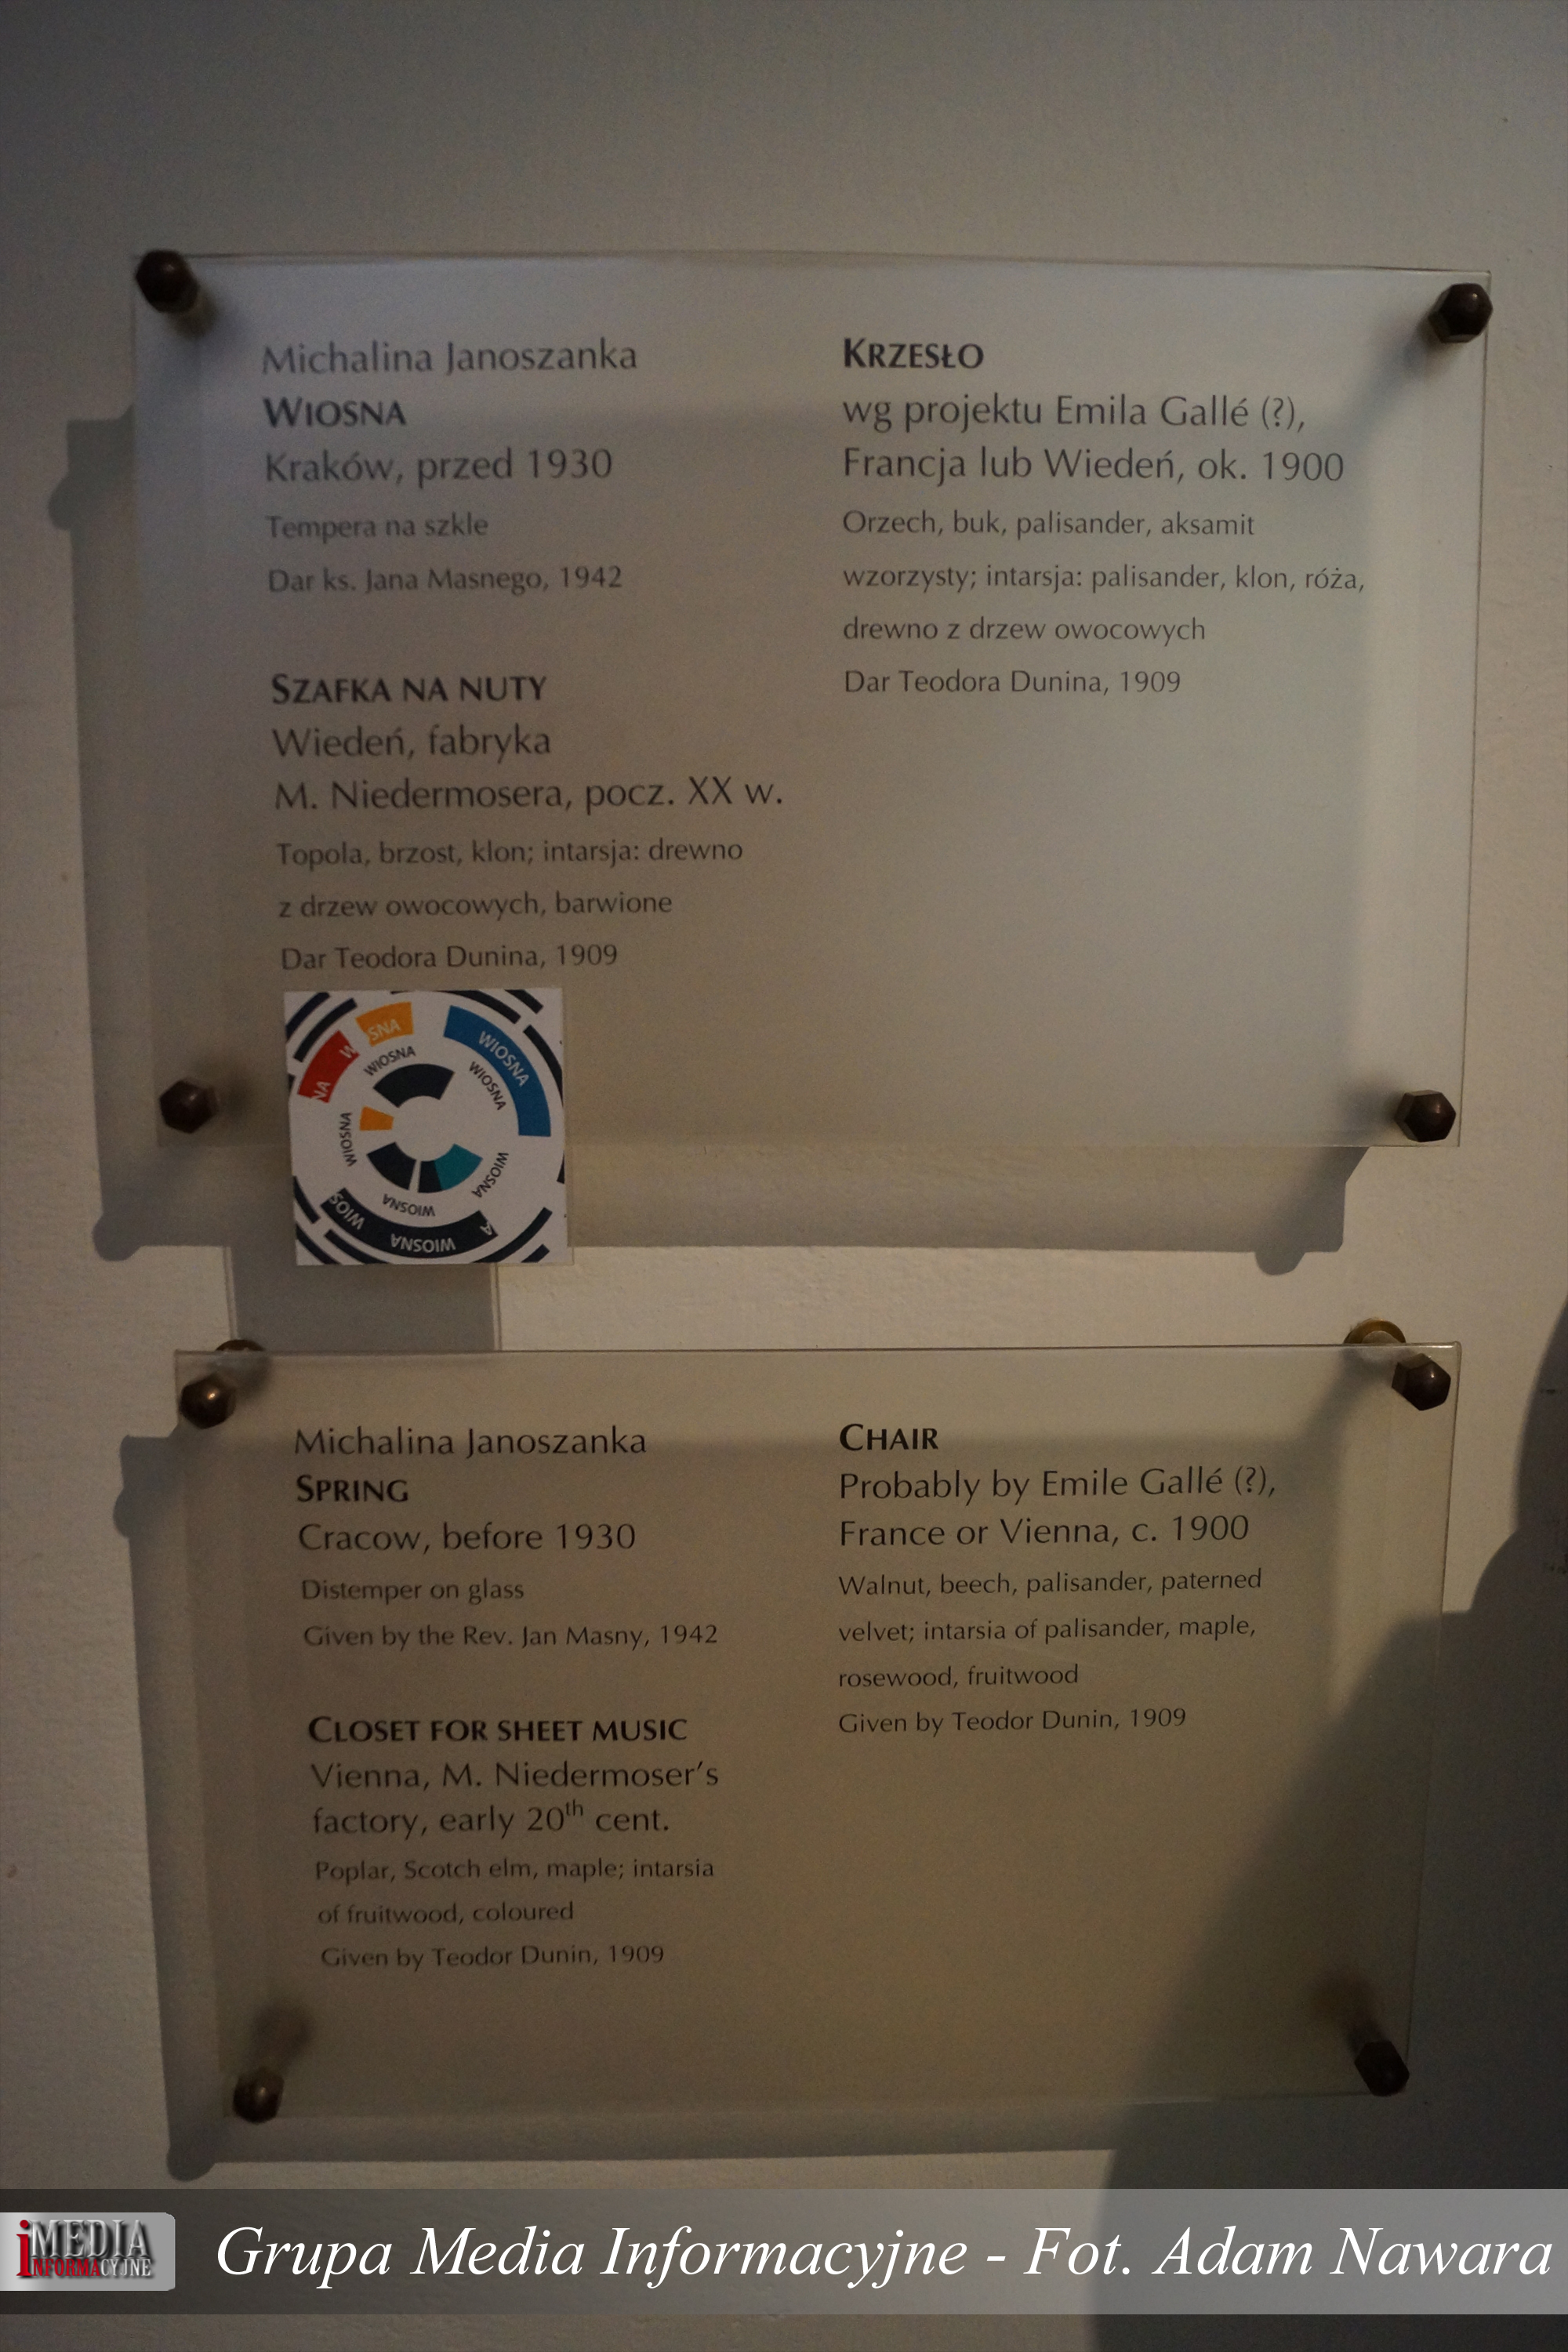 Michalina Janoszanka
WIOSNA
Kraków, przed 1930
Tempera na szkle
Dar ks. Jana Masnego, 1942
SZAFKA NA NUTY
Wiedeń, fabryka
M. Niedermosera, pocz. XX w.
Topola, brzost, klon; intarsja: drewno
z drzew owocowych, barwione
Dar Teodora Dunina, 1909
KRZESŁO
wg projektu Emila Gallé (?),
Francja lub Wiedeń, ok. 1900
Orzech, buk, palisander, aksamit
wzorzysty; intarsja: palisander, klon, róża,
drewno z drzew owocowych
Dar Teodora Dunina, 1909
SNA
WIOSNA
W
NA
WIOSNA
WIOSNA
WIOSNA
WIOSNA
WIOSNA
WIOS
WIOSNA
A
Michalina Janoszanka
SPRING
Cracow, before 1930
Distemper on glass
Given by the Rev. Jan Masny, 1942
CLOSET FOR SHEET MUSIC
Vienna, M. Niedermoser's
factory, early 20th cent.
Poplar, Scotch elm, maple; intarsia
of fruitwood, coloured
Given by Teodor Dunin, 1909
CHAIR
Probably by Emile Gallé (?),
France or Vienna, c. 1900
Walnut, beech, palisander, paterned
velvet; intarsia of palisander, maple,
rosewood, fruitwood
Given by Teodor Dunin, 1909
iMEDIA
INFORMACYJNE
Grupa Media Informacyjne - Fot. Adam Nawara